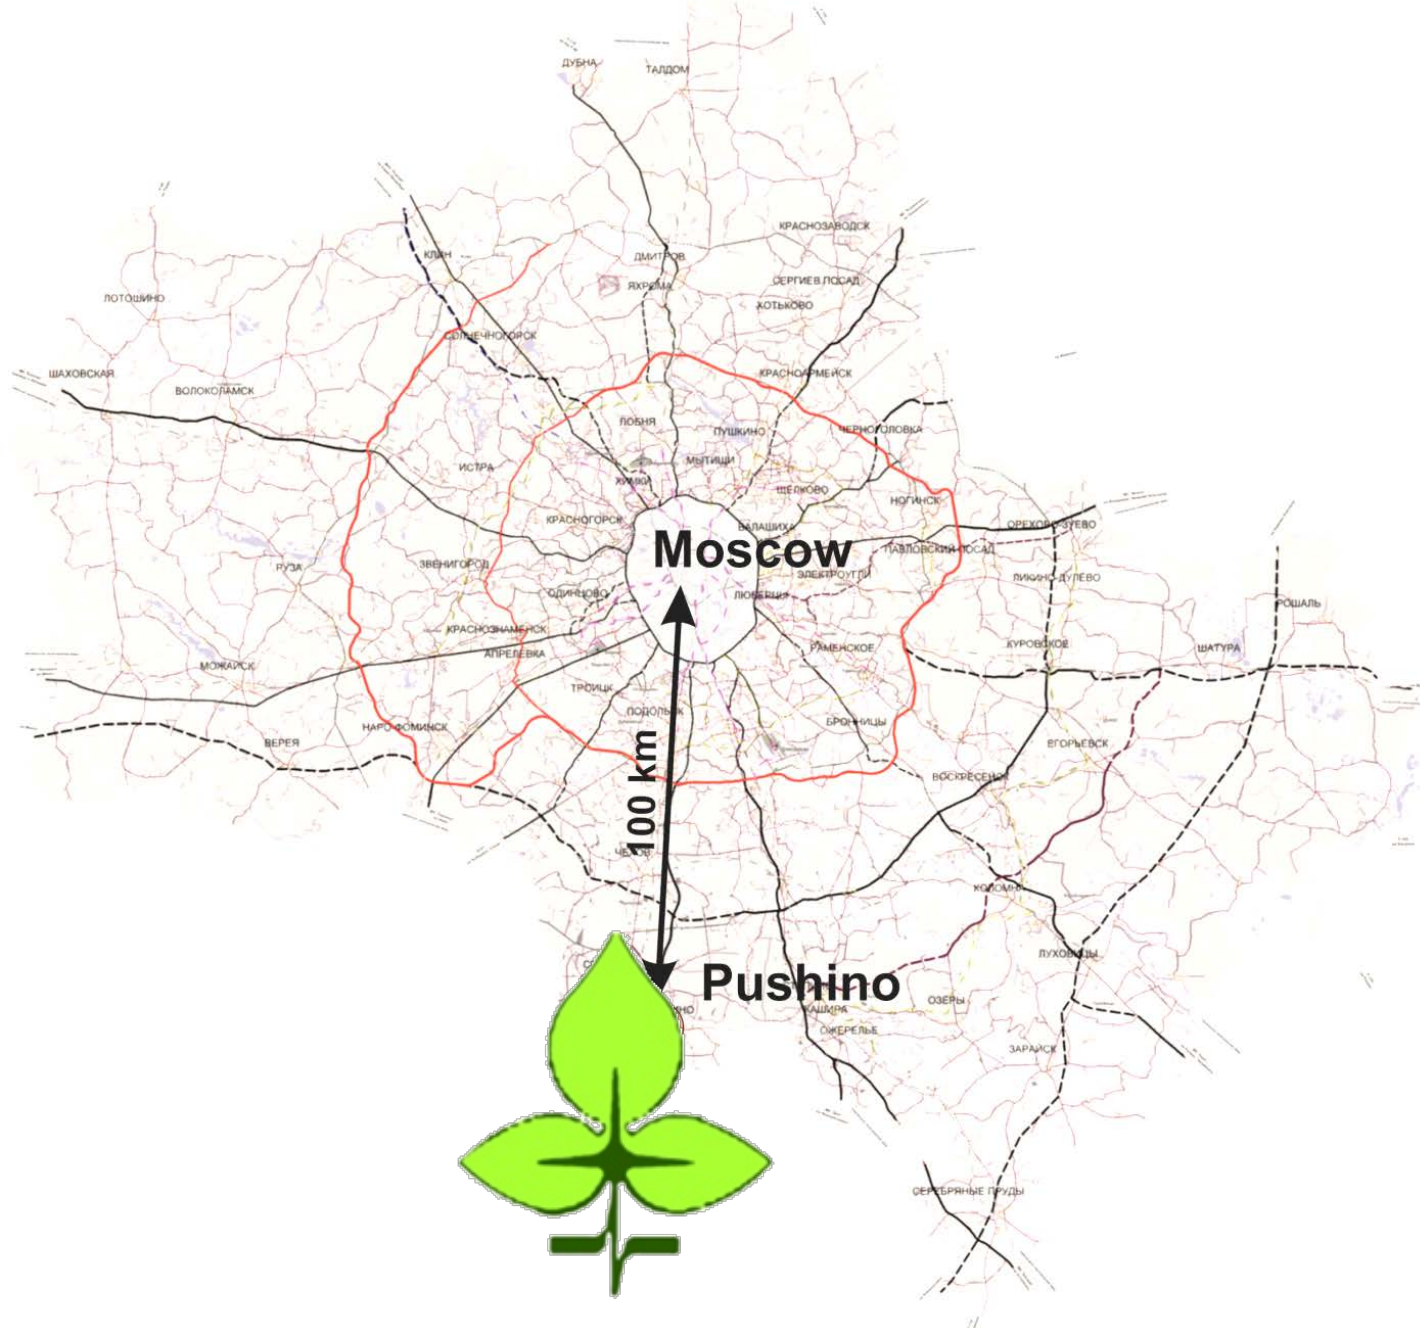 ДУБНА
ТАЛДОМ
КРАСНОЗАВОДСК
КЛИН
ДМИТРОВ
СЕРГИЕВ ПОСАД
ЯХРОМА
ЛОТОШИНО
ХОТЬКОВО
СОЛНЕЧНОГОРСК
ШАХОВСКАЯ
КРАСНОАРМЕЙСК
ВОЛОКОЛАМСК
ЛОБНЯ
ПУШКИНО
ЧЕРНОГОЛОВКА
МЫТИЩИ
ИСТРА
ХИМКИ
ЩЕЛКОВО
НОГИНСК
КРАСНОГОРСК
БАЛАШИХА
ОРЕХОВО-ЗУЕВО
Moscow
ПАВЛОВСКИЙ ПОСАД
ЗВЕНИГОРОД
РУЗА
ЭЛЕКТРОУГЛИ
ЛИКИНО-ДУЛЕВО
ОДИНЦОВО
ЛЮБЕРЦЫ
РОШАЛЬ
КРАСНОЗНАМЕНСК
КУРОВСКОЕ
РАМЕНСКОЕ
ШАТУРА
АПРЕЛЕВКА
МОЖАЙСК
ТРОИЦК
ПОДОЛЬСК
БРОННИЦЫ
НАРО-ФОМИНСК
ВЕРЕЯ
ЕГОРЬЕВСК
ВОСКРЕСЕНСК
100 km
ЧЕХОВ
КОЛОМНА
ЛУХОВИЦЫ
Pushino
ОЗЕРЫ
КАШИРА
ОЖЕРЕЛЬЕ
ЗАРАЙСК
СЕРЕБРЯНЫЕ ПРУДЫ